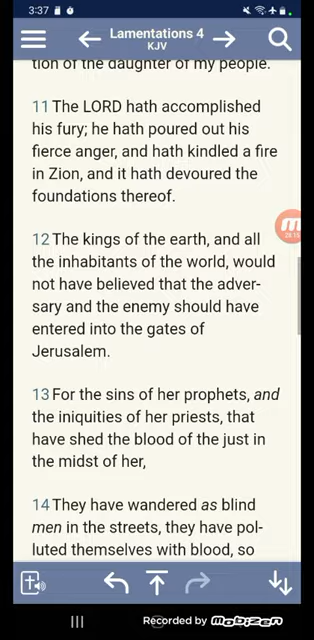 3:37
Lamentations 4
KJV
tion of the daughter of my people.
11 The LORD hath accomplished
his fury; he hath poured out his
fierce anger, and hath kindled a fire
in Zion, and it hath devoured the
foundations thereof.
12 The kings of the earth, and all
the inhabitants of the world, would
not have believed that the adver-
sary and the enemy should have
entered into the gates of
Jerusalem.
13 For the sins of her prophets, and
the iniquities of her priests, that
have shed the blood of the just in
the midst of her,
14 They have wandered as blind
men in the streets, they have pol-
luted themselves with blood, so
Recorded by mobizen